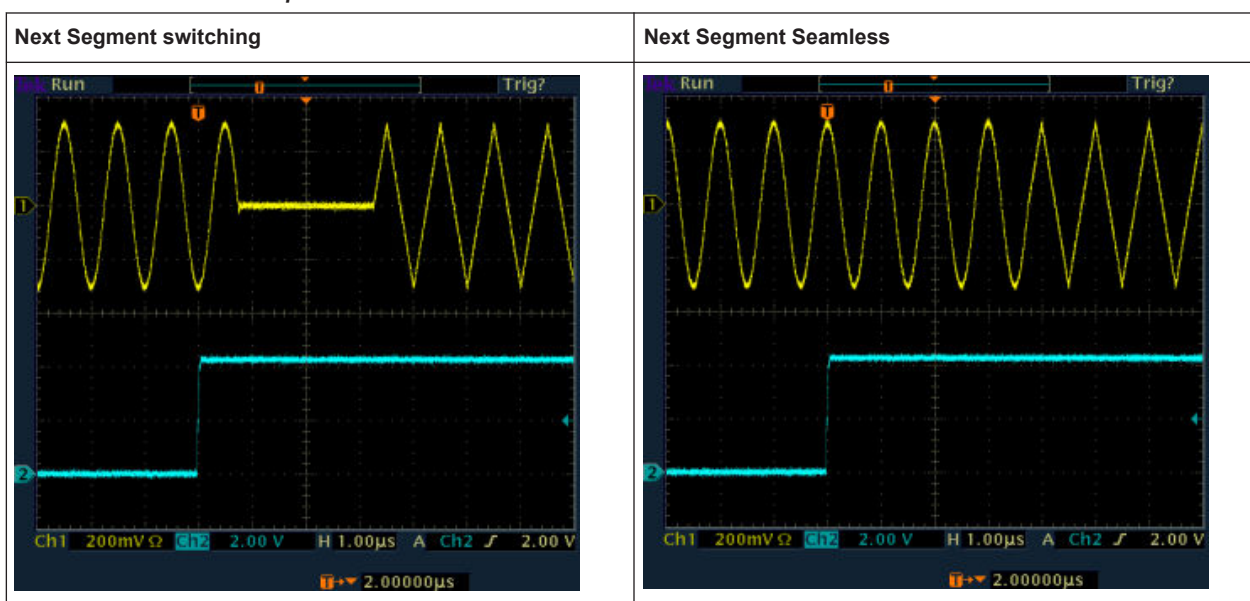 Next Segment switching
Next Segment Seamless
Tek Run Trig?
T
T
1
2
Ch1 200mV Ω Ch2 2.00 V H 1.00µs A Ch2 ∫ 2.00 V
T→▼ 2.00000µs
Tek Run Trig?
T
T
1
2
Ch1 200mV Ω Ch2 2.00 V H 1.00µs A Ch2 ∫ 2.00 V
T→▼ 2.00000µs